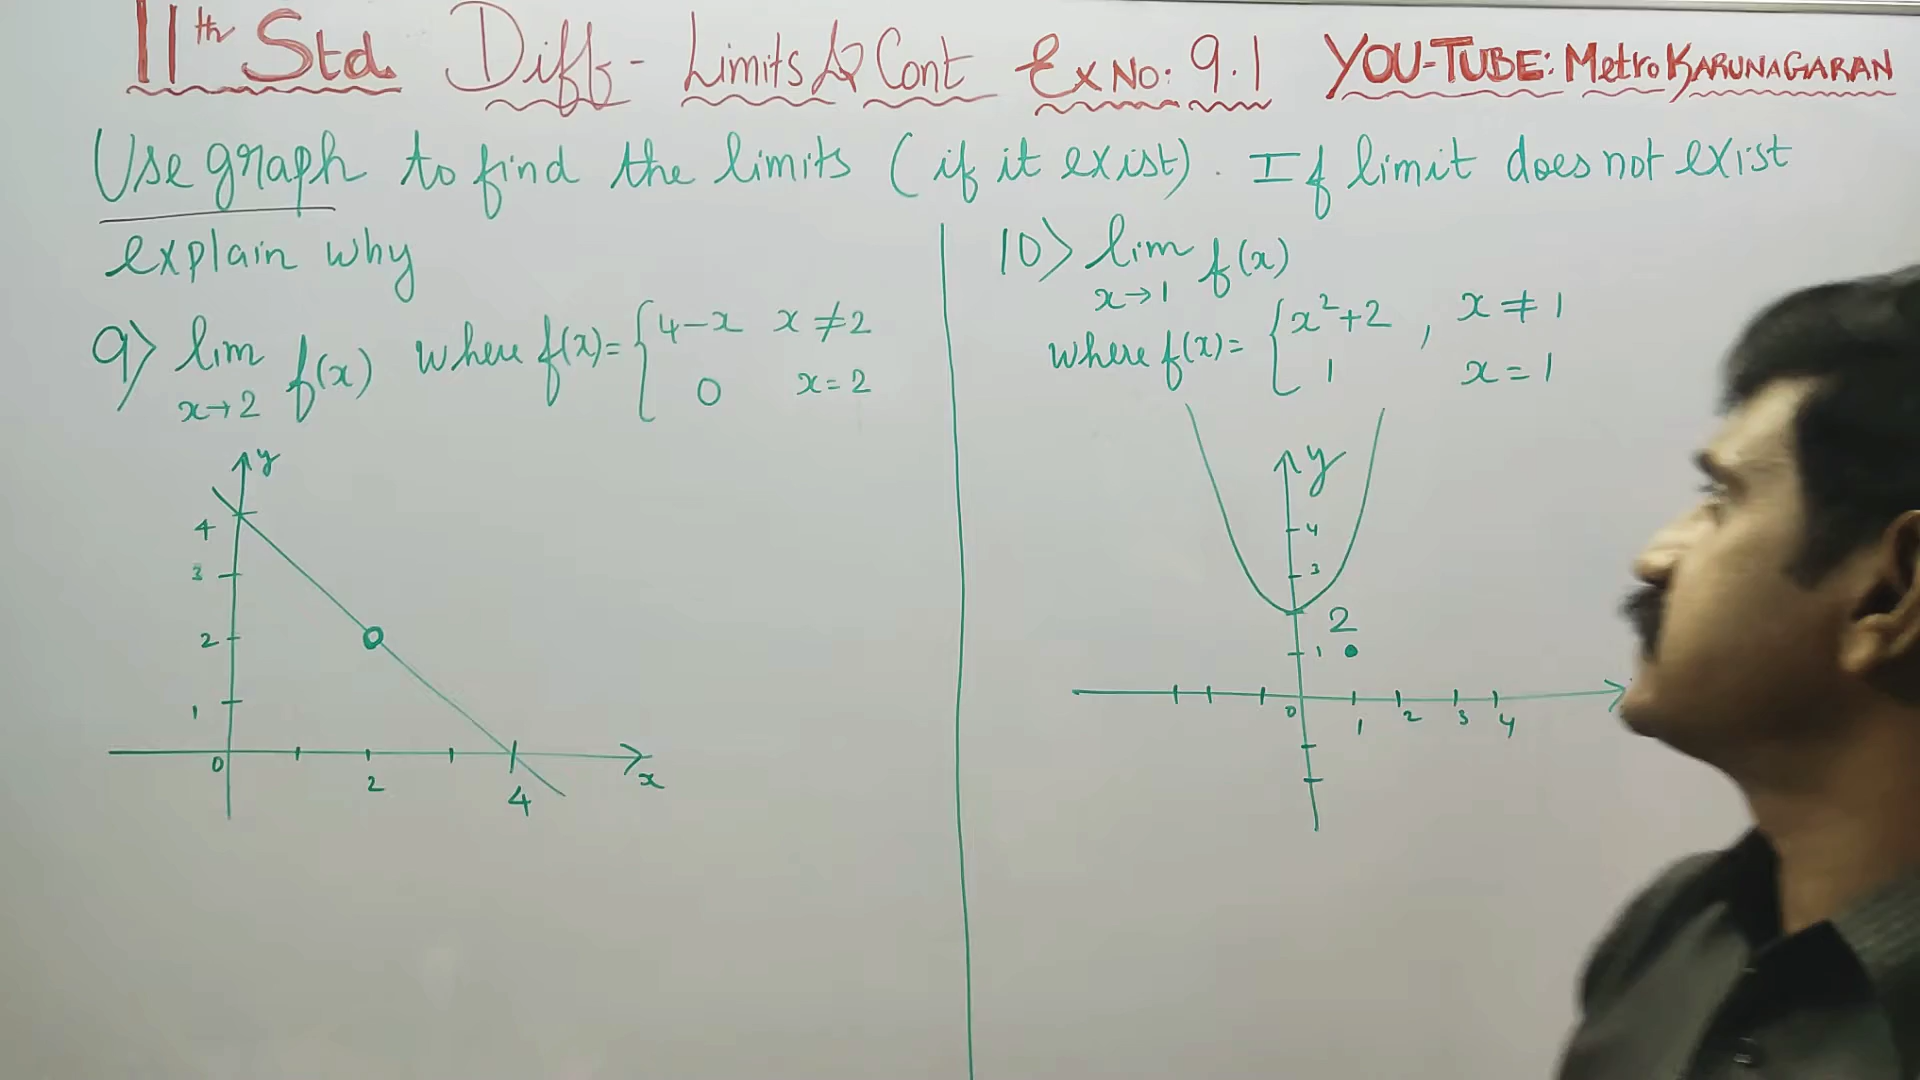 11th Std Diff - Limits & Cont Ex No: 9.1 YOU-TUBE: Metro KARUNAGARAN
Use graph to find the limits (if it exist). If limit does not exist
explain why
9) lim x→2 f(x) where f(x)= { 4-x x≠2
0 x=2
y
4
3
2
1
0 2 4 x
10) lim x→1 f(x)
where f(x)= { x²+2 , x≠1
1 x=1
y
4
3
2
1
0 1 2 3 4